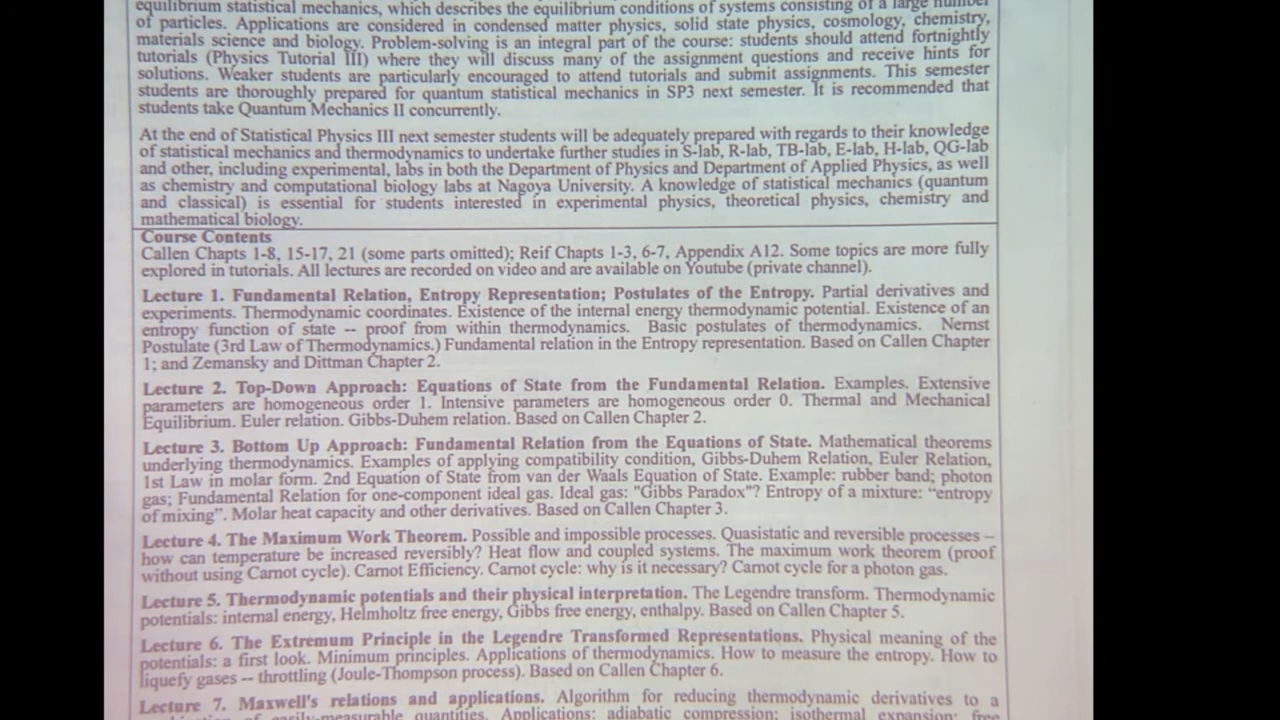 equilibrium statistical mechanics, which describes the equilibrium conditions of systems consisting of a large number
of particles. Applications are considered in condensed matter physics, solid state physics, cosmology, chemistry,
materials science and biology. Problem-solving is an integral part of the course: students should attend fortnightly
tutorials (Physics Tutorial III) where they will discuss many of the assignment questions and receive hints for
solutions. Weaker students are particularly encouraged to attend tutorials and submit assignments. This semester
students are thoroughly prepared for quantum statistical mechanics in SP3 next semester. It is recommended that
students take Quantum Mechanics II concurrently.
At the end of Statistical Physics III next semester students will be adequately prepared with regards to their knowledge
of statistical mechanics and thermodynamics to undertake further studies in S-lab, R-lab, TB-lab, E-lab, H-lab, QG-lab
and other, including experimental, labs in both the Department of Physics and Department of Applied Physics, as well
as chemistry and computational biology labs at Nagoya University. A knowledge of statistical mechanics (quantum
and classical) is essential for students interested in experimental physics, theoretical physics, chemistry and
mathematical biology.
Course Contents
Callen Chapts 1-8, 15-17, 21 (some parts omitted); Reif Chapts 1-3, 6-7, Appendix A12. Some topics are more fully
explored in tutorials. All lectures are recorded on video and are available on Youtube (private channel).
Lecture 1. Fundamental Relation, Entropy Representation; Postulates of the Entropy. Partial derivatives and
experiments. Thermodynamic coordinates. Existence of the internal energy thermodynamic potential. Existence of an
entropy function of state -- proof from within thermodynamics. Basic postulates of thermodynamics. Nernst
Postulate (3rd Law of Thermodynamics.) Fundamental relation in the Entropy representation. Based on Callen Chapter
1; and Zemansky and Dittman Chapter 2.
Lecture 2. Top-Down Approach: Equations of State from the Fundamental Relation. Examples. Extensive
parameters are homogeneous order 1. Intensive parameters are homogeneous order 0. Thermal and Mechanical
Equilibrium. Euler relation. Gibbs-Duhem relation. Based on Callen Chapter 2.
Lecture 3. Bottom Up Approach: Fundamental Relation from the Equations of State. Mathematical theorems
underlying thermodynamics. Examples of applying compatibility condition, Gibbs-Duhem Relation, Euler Relation,
1st Law in molar form. 2nd Equation of State from van der Waals Equation of State. Example: rubber band; photon
gas; Fundamental Relation for one-component ideal gas. Ideal gas: "Gibbs Paradox"? Entropy of a mixture: “entropy
of mixing”. Molar heat capacity and other derivatives. Based on Callen Chapter 3.
Lecture 4. The Maximum Work Theorem. Possible and impossible processes. Quasistatic and reversible processes –
how can temperature be increased reversibly? Heat flow and coupled systems. The maximum work theorem (proof
without using Carnot cycle). Carnot Efficiency. Carnot cycle: why is it necessary? Carnot cycle for a photon gas.
Lecture 5. Thermodynamic potentials and their physical interpretation. The Legendre transform. Thermodynamic
potentials: internal energy, Helmholtz free energy, Gibbs free energy, enthalpy. Based on Callen Chapter 5.
Lecture 6. The Extremum Principle in the Legendre Transformed Representations. Physical meaning of the
potentials: a first look. Minimum principles. Applications of thermodynamics. How to measure the entropy. How to
liquefy gases -- throttling (Joule-Thompson process). Based on Callen Chapter 6.
Lecture 7. Maxwell's relations and applications. Algorithm for reducing thermodynamic derivatives to a
of easily-measurable quantities. Applications: adiabatic compression; isothermal expansion; free